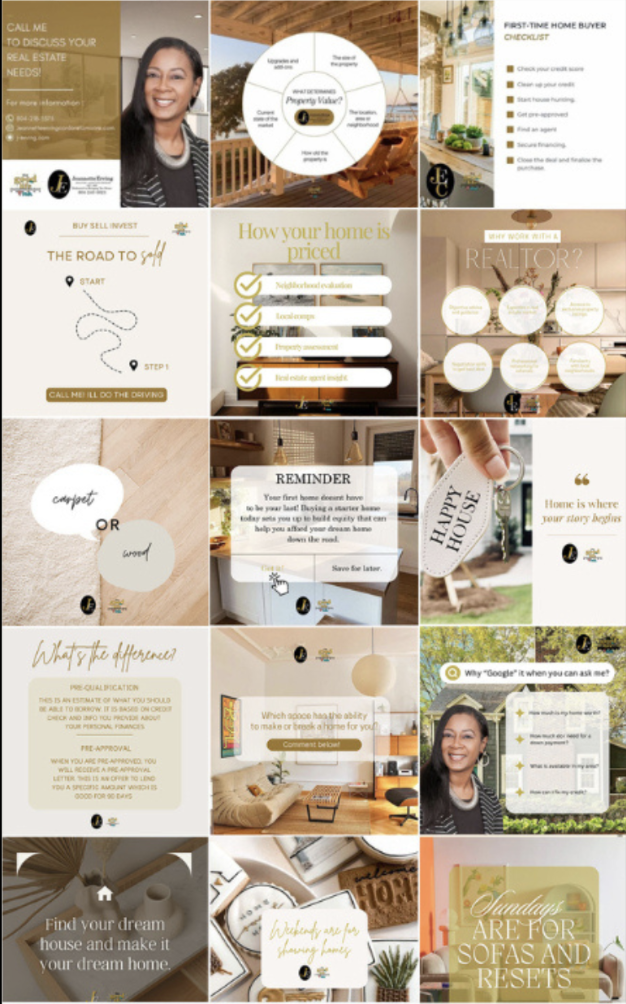 CALL ME
TO DISCUSS YOUR
REAL ESTATE
NEEDS!
For more information :
Jeanette Ewing
Upgrades and
add-ons
The size of
the property
WHAT DETERMINES
Property Value?
Current
state of the
market
The location,
area or
neighborhood
How old the
property is
FIRST-TIME HOME BUYER
CHECKLIST
Check your credit score
Clean up your credit
Start house hunting.
Get pre-approved
Find an agent
Secure financing.
Close the deal and finalize the
purchase.
BUY SELL INVEST
THE ROAD TO sold
START
STEP 1
CALL ME! ILL DO THE DRIVING
How your home is
priced
Neighborhood evaluation
Local comps
Property assessment
Real estate agent insight
WHY WORK WITH A
REALTOR?
carpet
OR
wood
REMINDER
Your first home doesnt have
to be your last! Buying a starter home
today sets you up to build equity that can
help you afford your dream home
down the road.
Save for later.
HAPPY
HOUSE
“
Home is where
your story begins
What's the difference?
PRE-QUALIFICATION
THIS IS AN ESTIMATE OF WHAT YOU SHOULD
BE ABLE TO BORROW. IT IS BASED ON CREDIT
CHECK AND INFO YOU PROVIDE ABOUT
YOUR PERSONAL FINANCES
PRE-APPROVAL
WHEN YOU ARE PRE-APPROVED, YOU
WILL RECEIVE A PRE-APPROVAL
LETTER. THIS IS AN OFFER TO LEND
YOU A SPECIFIC AMOUNT WHICH IS
GOOD FOR 90 DAYS
Which space has the ability
to make or break a home for you?
Comment below!
Why "Google" it when you can ask me?
How much is my home worth?
How much do I need for a
down payment?
What is available in my area?
How can I fix my credit?
Find your dream
house and make it
your dream home.
welcome
HOME
Weekends are for
showing homes
Sundays
ARE FOR
SOFAS AND
RESETS